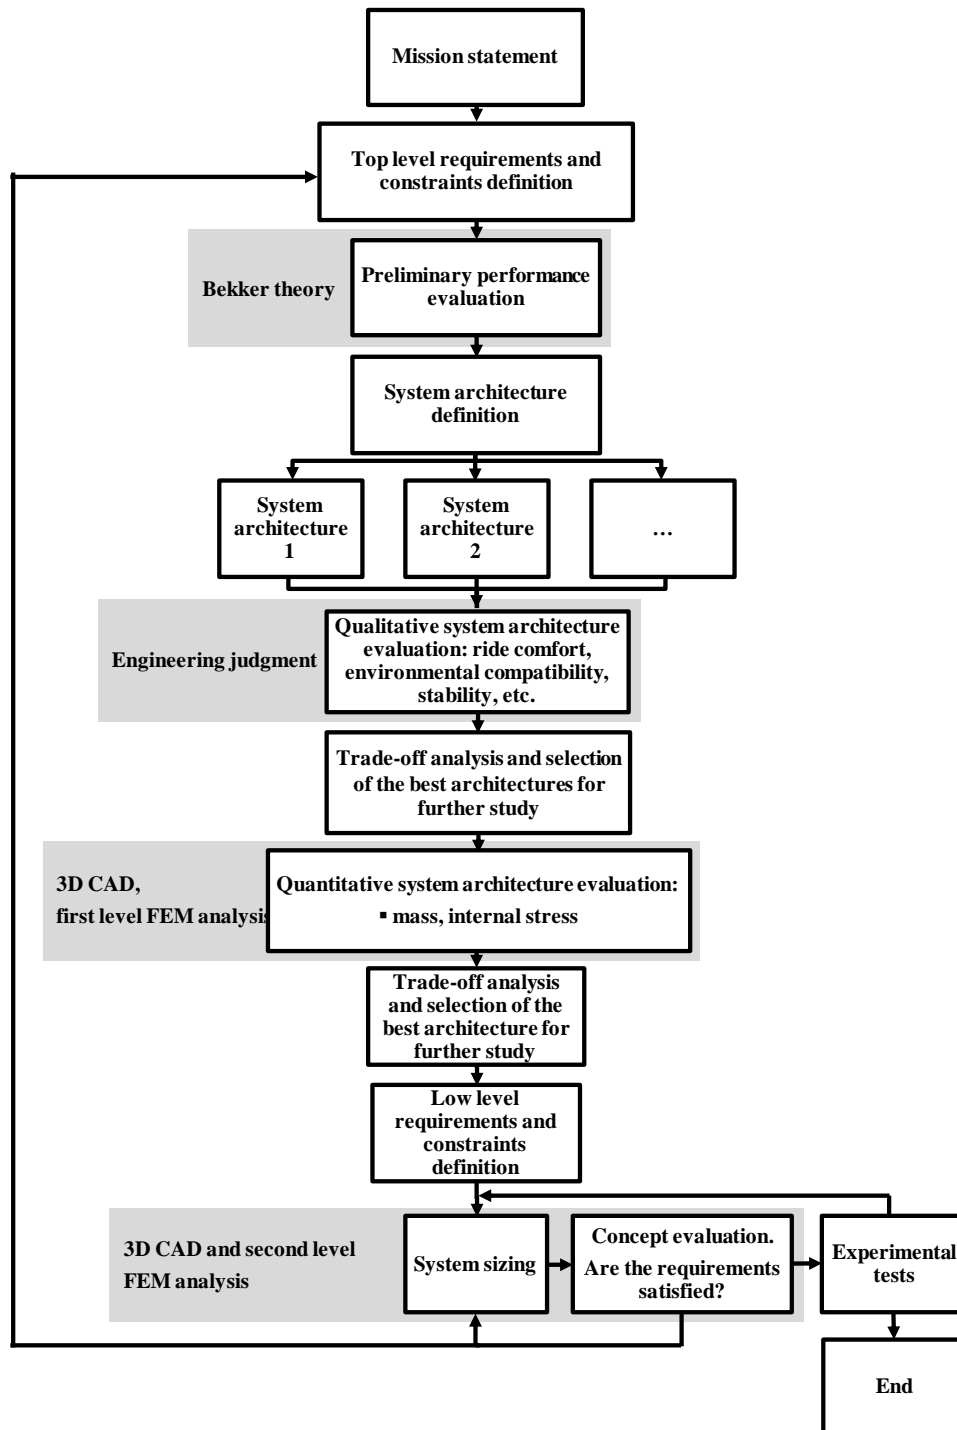 Mission statement
Top level requirements and
constraints definition
Bekker theory
Preliminary performance
evaluation
System architecture
definition
System
architecture
1
System
architecture
2
...
Engineering judgment
Qualitative system architecture
evaluation: ride comfort,
environmental compatibility,
stability, etc.
Trade-off analysis and selection
of the best architectures for
further study
3D CAD,
first level FEM analysis
Quantitative system architecture evaluation:
▪ mass, internal stress
Trade-off analysis
and selection of the
best architecture for
further study
Low level
requirements and
constraints
definition
3D CAD and second level
FEM analysis
System sizing
Concept evaluation.
Are the requirements
satisfied?
Experimental
tests
End